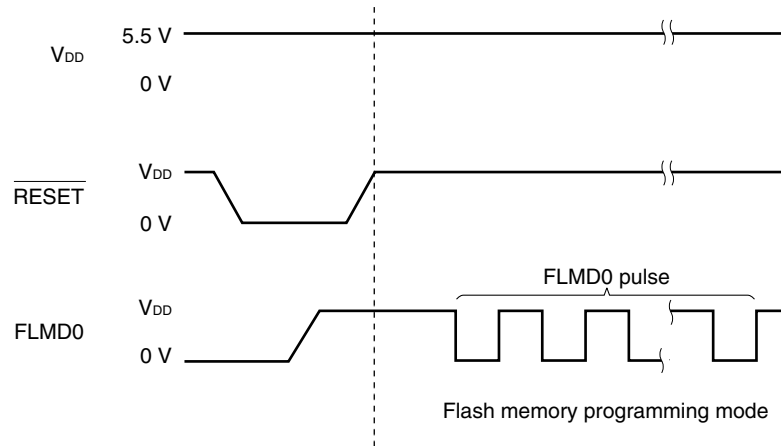 5.5 V
VDD
0 V
VDD
RESET
0 V
FLMD0 pulse
VDD
FLMD0
0 V
Flash memory programming mode